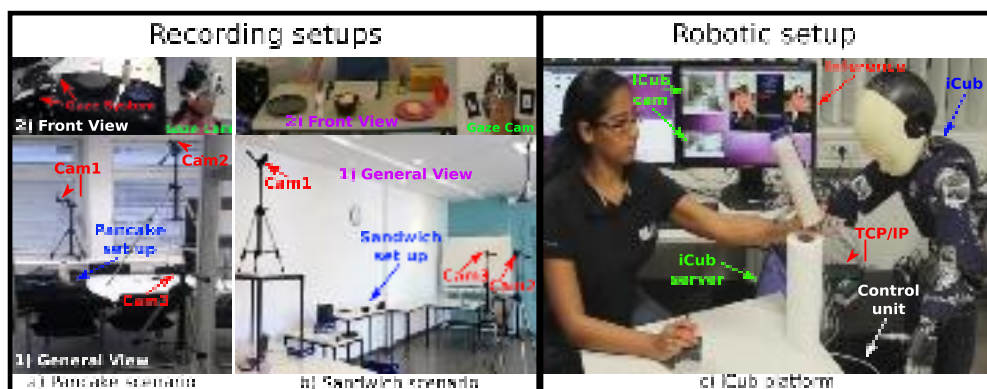 Recording setups
Robotic setup
Gaze System
2) Front View
Gaze Cam
2) Front View
Gaze Cam
Cam1
Cam2
Pancake
set up
Cam3
1) General View
Cam1
1) General View
Sandwich
set up
Cam3
Cam2
iCub
cam
Inference
iCub
TCP/IP
iCub
server
Control
unit
a) Pancake scenario
b) Sandwich scenario
c) iCub platform